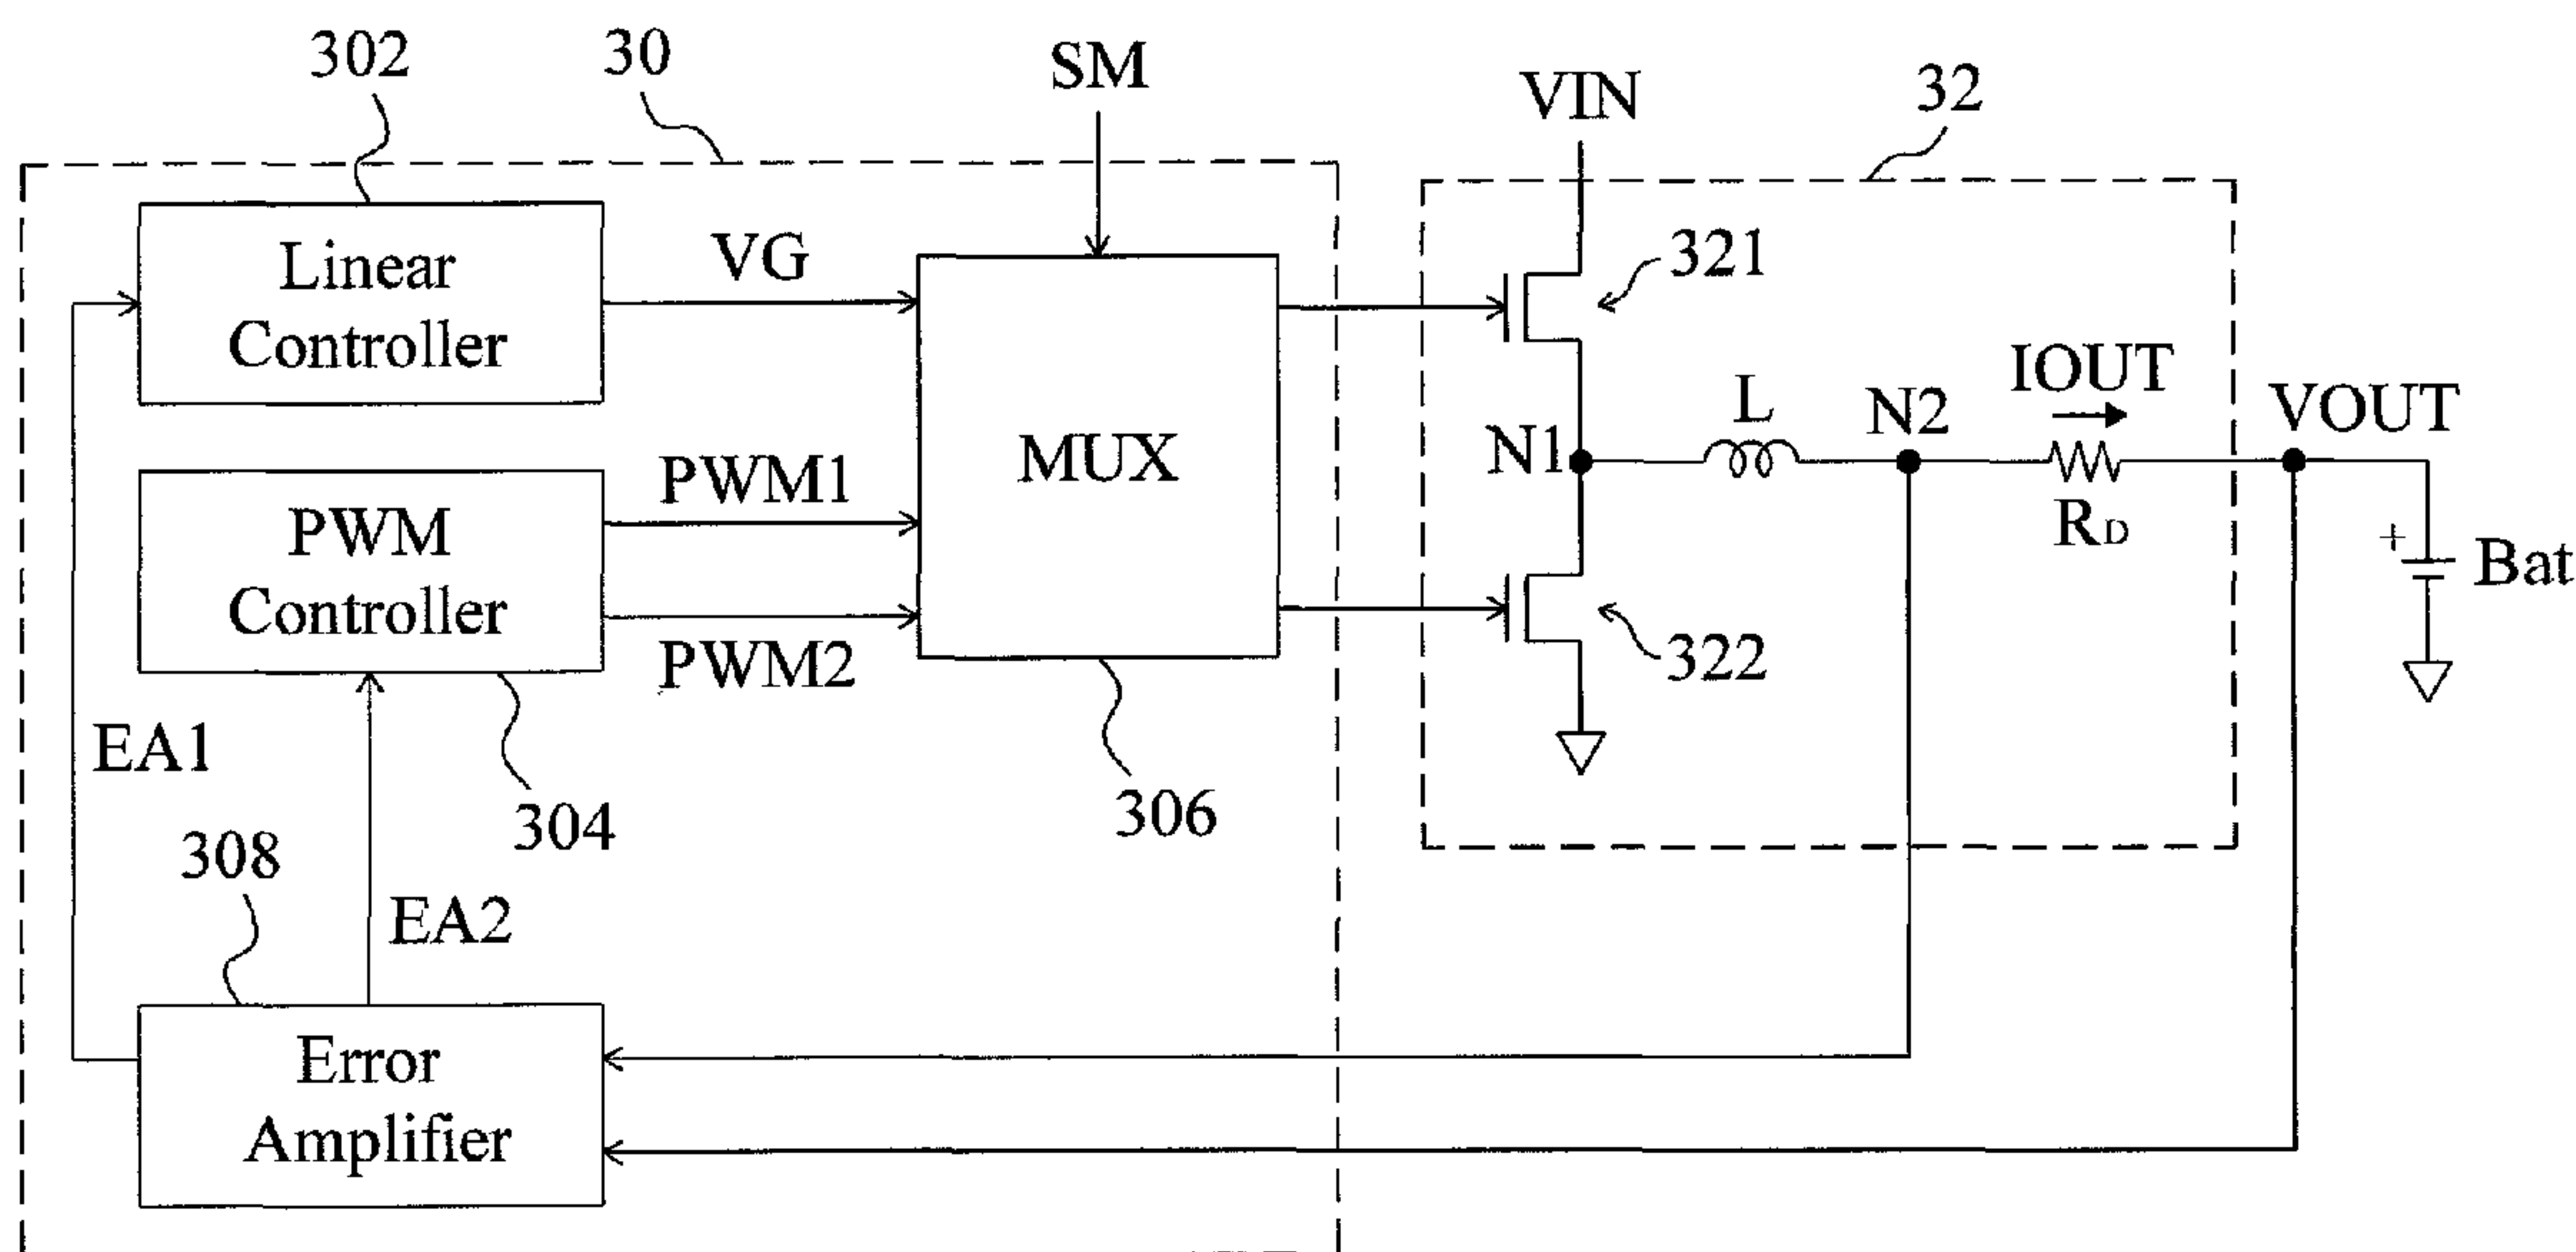 302
30
SM
VIN
32
Linear
Controller
VG
321
PWM
Controller
PWM1
PWM2
MUX
N1
L
N2
IOUT
RD
VOUT
+
Bat
322
EA1
304
306
308
EA2
Error
Amplifier